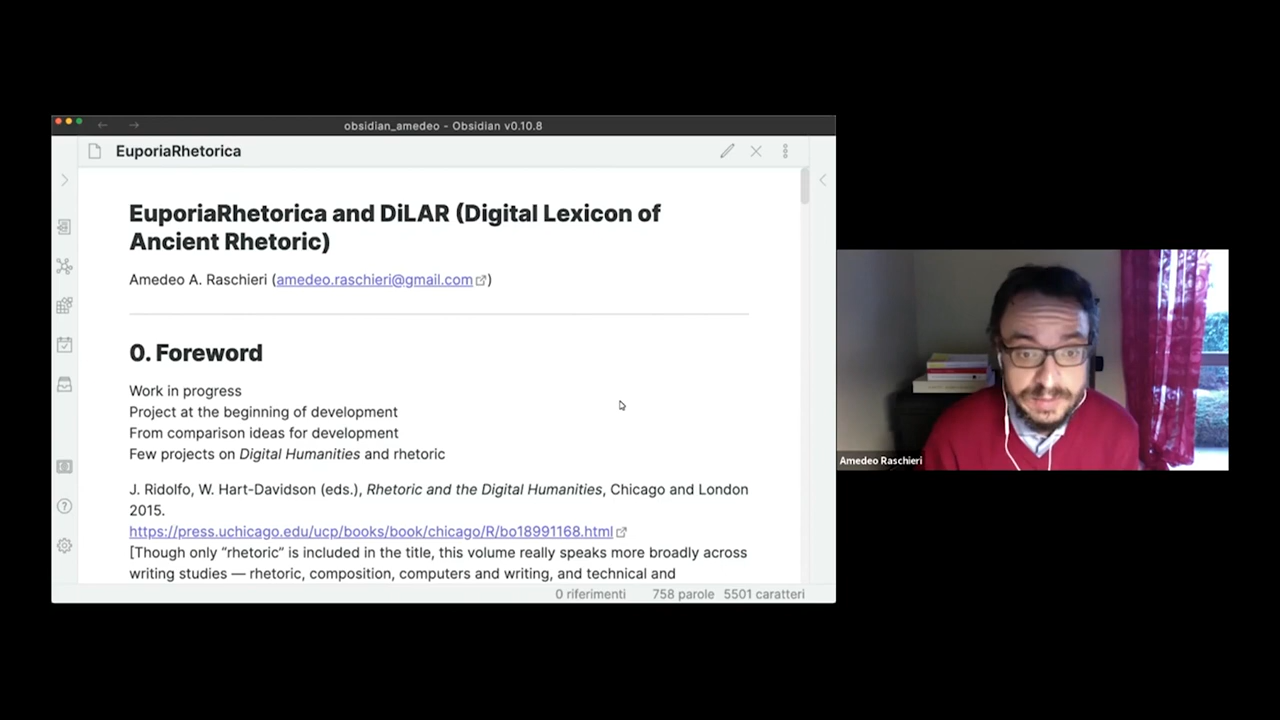 obsidian_amedeo - Obsidian v0.10.8
EuporiaRhetorica
EuporiaRhetorica and DiLAR (Digital Lexicon of
Ancient Rhetoric)
Amedeo A. Raschieri (amedeo.raschieri@gmail.com)
0. Foreword
Work in progress
Project at the beginning of development
From comparison ideas for development
Few projects on Digital Humanities and rhetoric
J. Ridolfo, W. Hart-Davidson (eds.), Rhetoric and the Digital Humanities, Chicago and London
2015.
https://press.uchicago.edu/ucp/books/book/chicago/R/bo18991168.html
[Though only “rhetoric” is included in the title, this volume really speaks more broadly across
writing studies — rhetoric, composition, computers and writing, and technical and
0 riferimenti 758 parole 5501 caratteri
Amedeo Raschieri